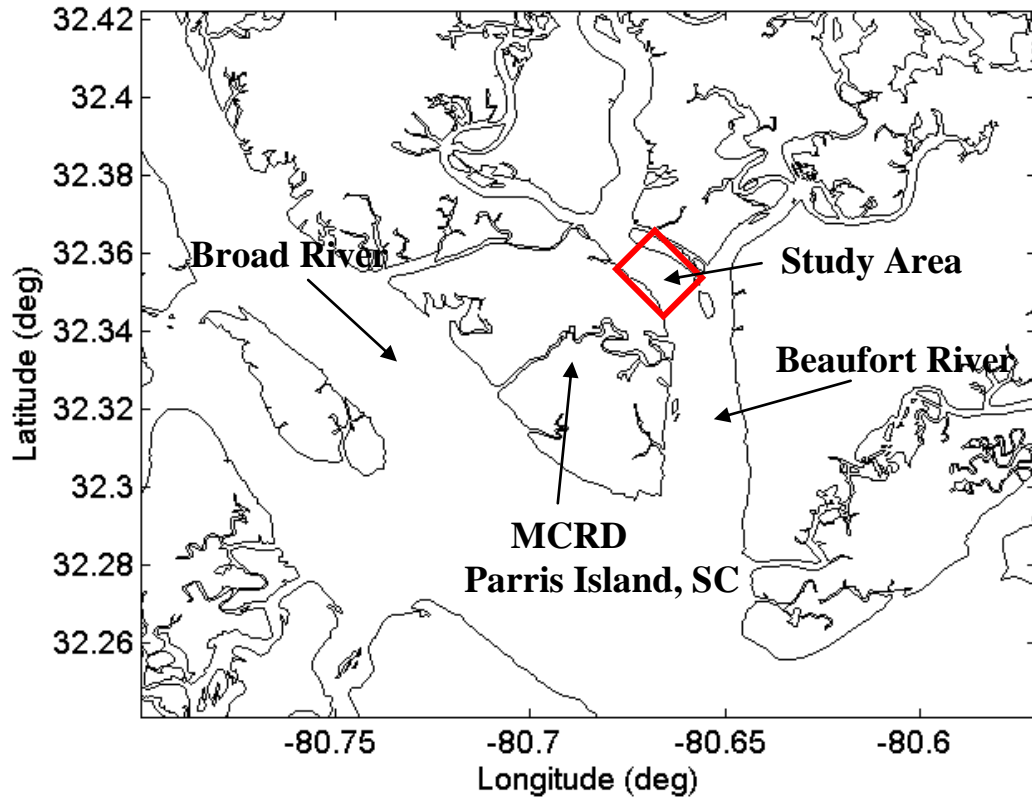 32.42
32.4
32.38
32.36
32.34
32.32
32.3
32.28
32.26
Latitude (deg)
Broad River
Study Area
Beaufort River
MCRD
Parris Island, SC
-80.75
-80.7
-80.65
-80.6
Longitude (deg)